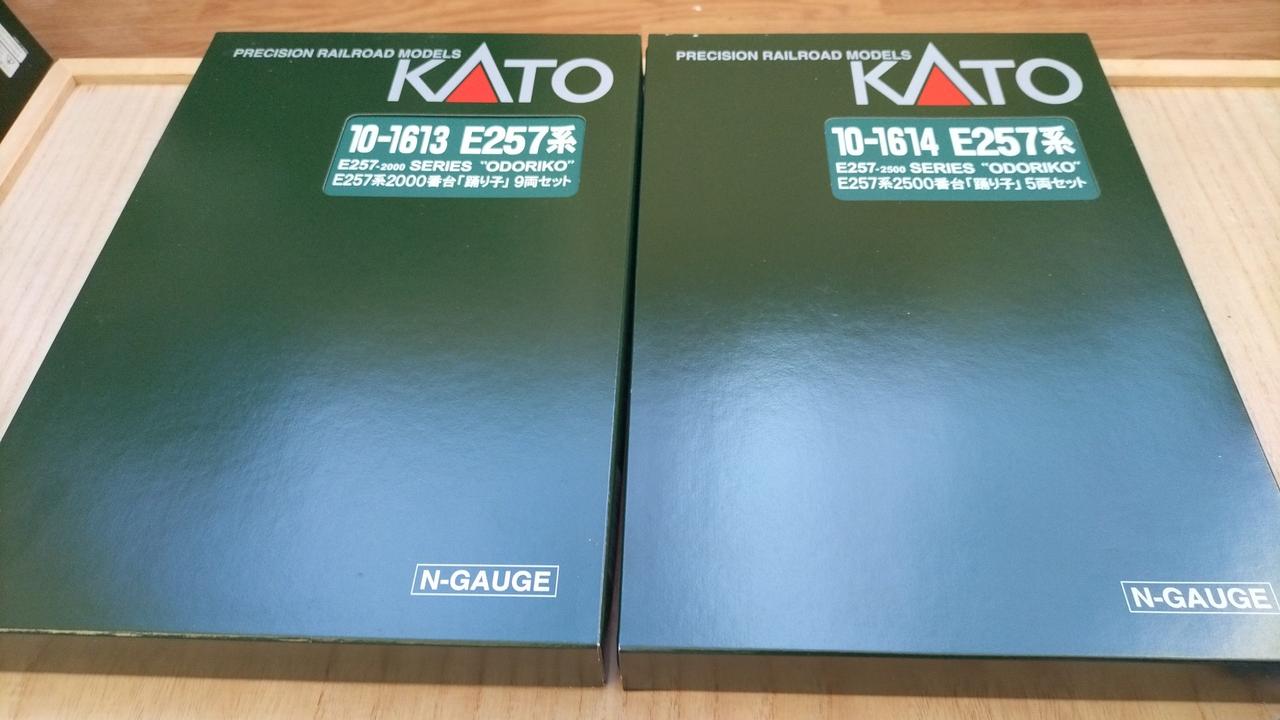 PRECISION RAILROAD MODELS
KATO
10-1613 E257系
E257-2000 SERIES "ODORIKO"
E257系2000番台「踊り子」9両セット
N-GAUGE
PRECISION RAILROAD MODELS
KATO
10-1614 E257系
E257-2500 SERIES "ODORIKO"
E257系2500番台「踊り子」5両セット
N-GAUGE